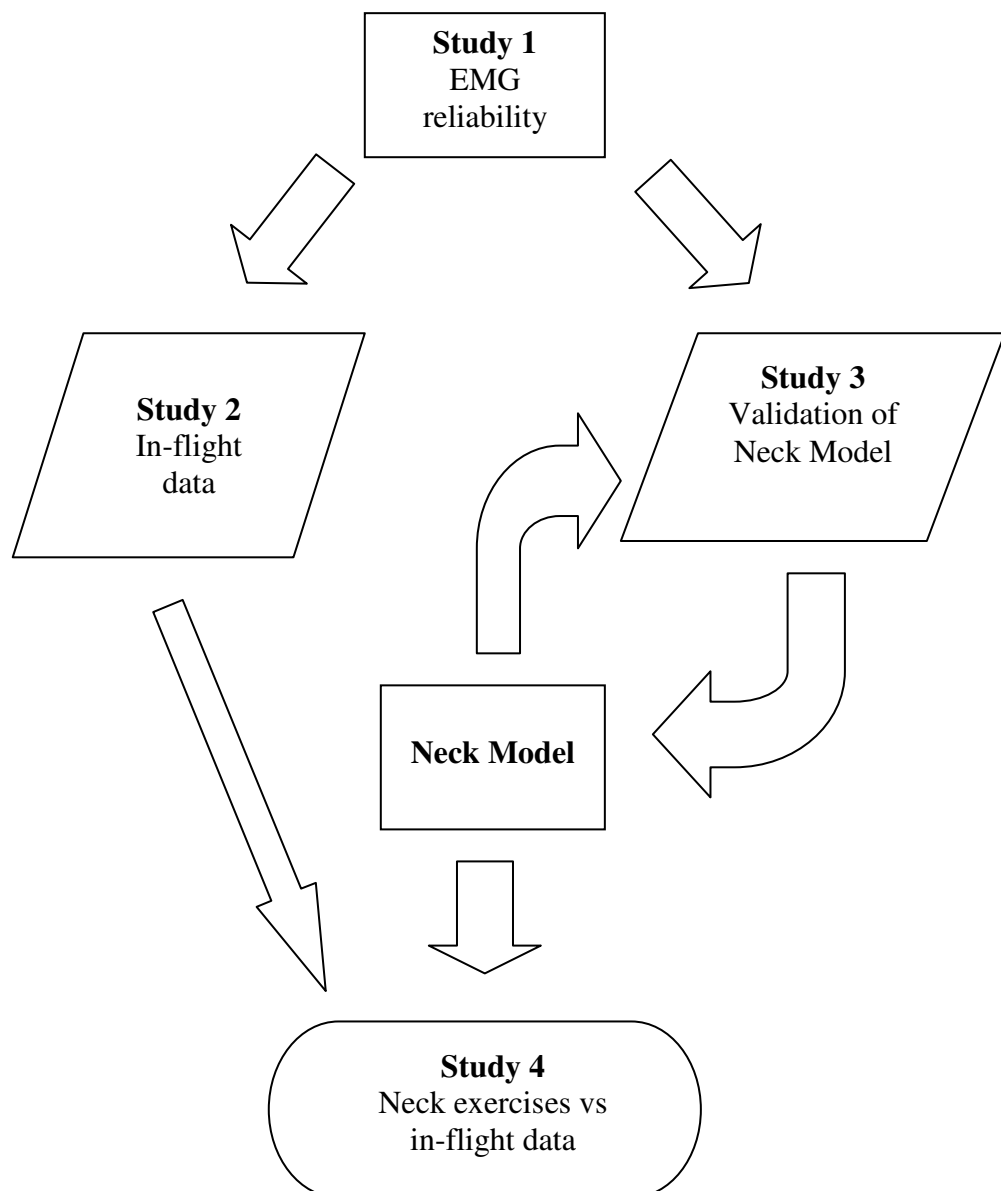 Study 1
EMG
reliability
Study 2
In-flight
data
Study 3
Validation of
Neck Model
Neck Model
Study 4
Neck exercises vs
in-flight data